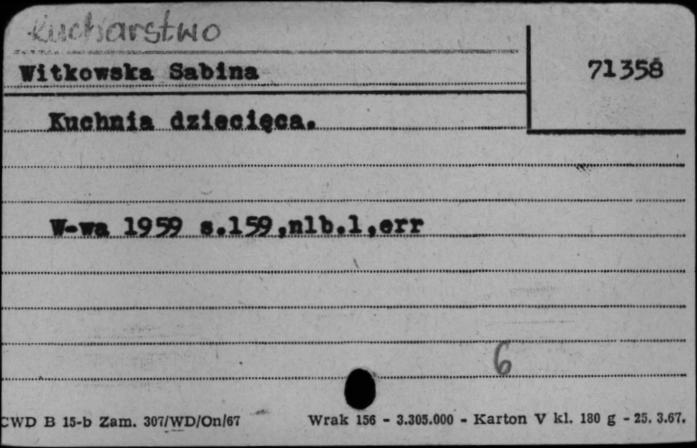 Kucharstwo
Witkowska Sabina
71358
Kuchnia dziecięca.
W-wa 1959 s.159,nlb.1,err
6
CWD B 15-b Zam. 307/WD/On/67 Wrak 156 - 3.305.000 - Karton V kl. 180 g - 25. 3.67.